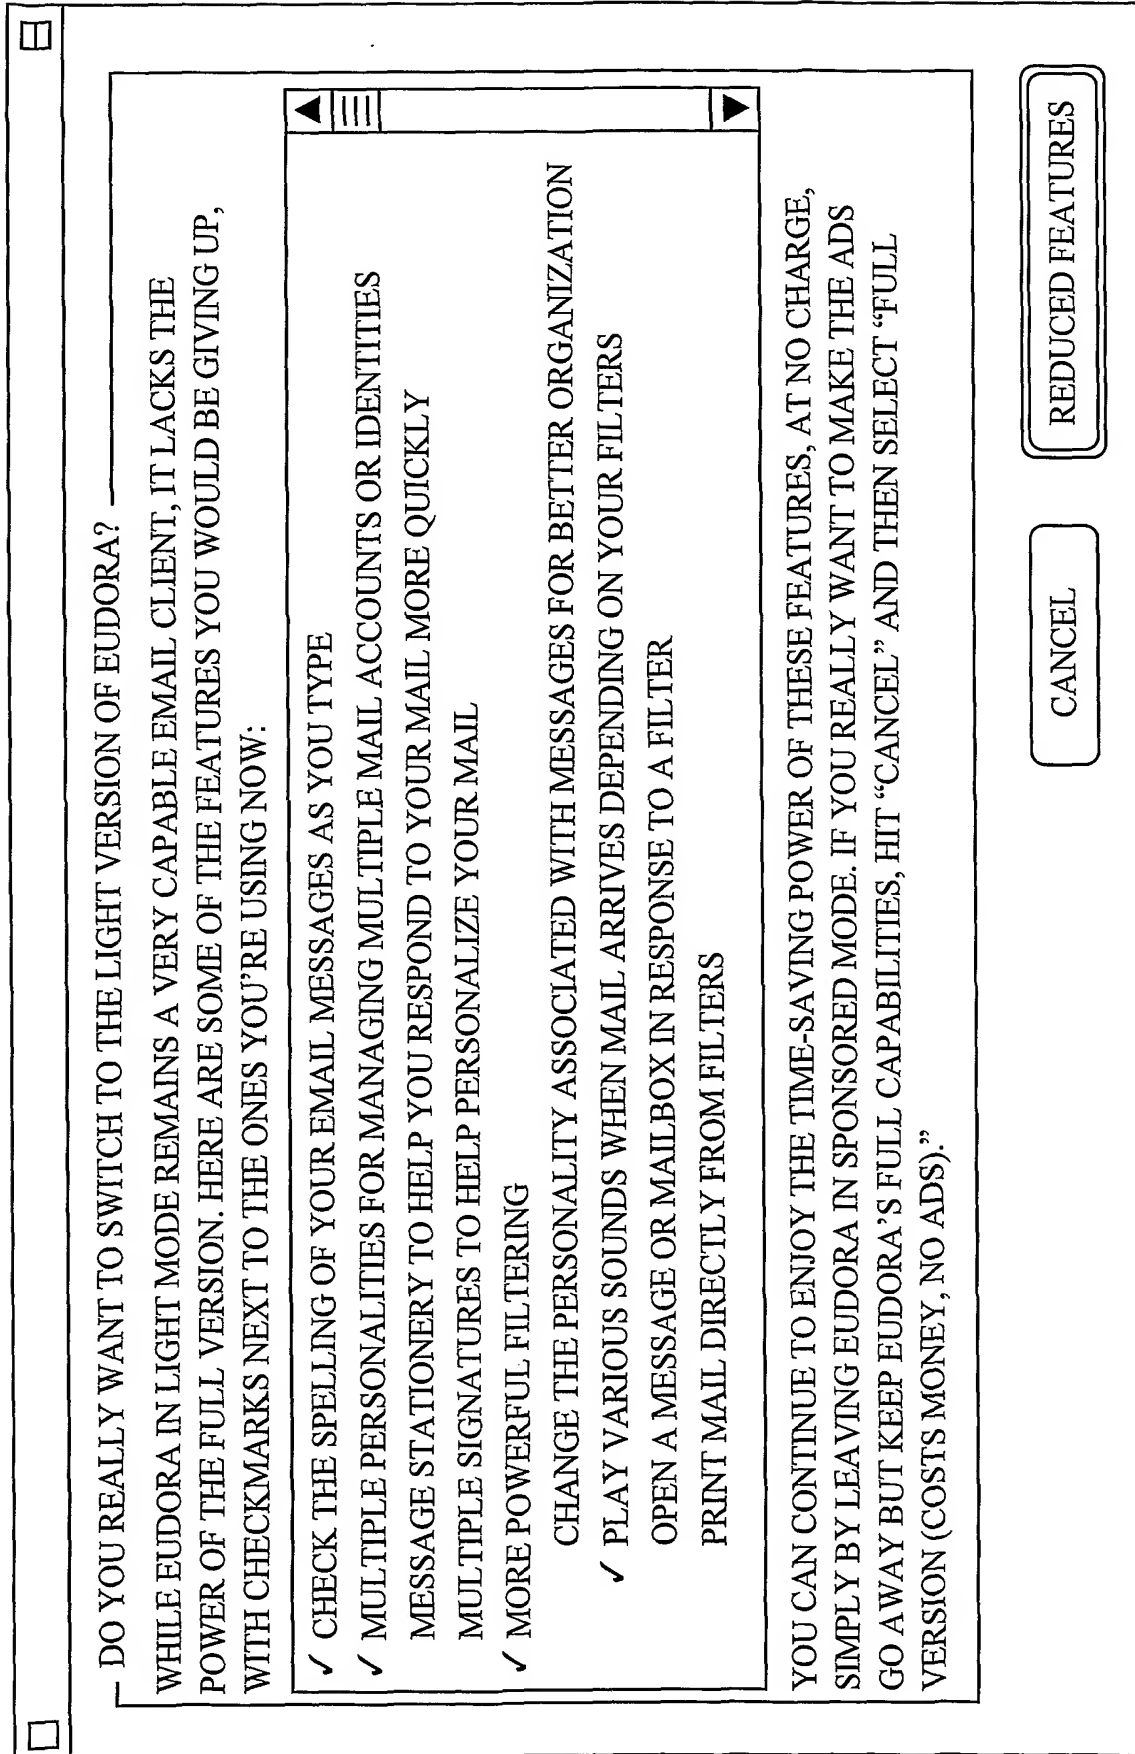 DO YOU REALLY WANT TO SWITCH TO THE LIGHT VERSION OF EUDORA?
WHILE EUDORA IN LIGHT MODE REMAINS A VERY CAPABLE EMAIL CLIENT, IT LACKS THE
POWER OF THE FULL VERSION. HERE ARE SOME OF THE FEATURES YOU WOULD BE GIVING UP,
WITH CHECKMARKS NEXT TO THE ONES YOU'RE USING NOW:
✓ CHECK THE SPELLING OF YOUR EMAIL MESSAGES AS YOU TYPE
✓ MULTIPLE PERSONALITIES FOR MANAGING MULTIPLE MAIL ACCOUNTS OR IDENTITIES
MESSAGE STATIONERY TO HELP YOU RESPOND TO YOUR MAIL MORE QUICKLY
MULTIPLE SIGNATURES TO HELP PERSONALIZE YOUR MAIL
✓ MORE POWERFUL FILTERING
CHANGE THE PERSONALITY ASSOCIATED WITH MESSAGES FOR BETTER ORGANIZATION
✓ PLAY VARIOUS SOUNDS WHEN MAIL ARRIVES DEPENDING ON YOUR FILTERS
OPEN A MESSAGE OR MAILBOX IN RESPONSE TO A FILTER
PRINT MAIL DIRECTLY FROM FILTERS
YOU CAN CONTINUE TO ENJOY THE TIME-SAVING POWER OF THESE FEATURES, AT NO CHARGE,
SIMPLY BY LEAVING EUDORA IN SPONSORED MODE. IF YOU REALLY WANT TO MAKE THE ADS
GO AWAY BUT KEEP EUDORA'S FULL CAPABILITIES, HIT “CANCEL” AND THEN SELECT “FULL
VERSION (COSTS MONEY, NO ADS).”
CANCEL
REDUCED FEATURES